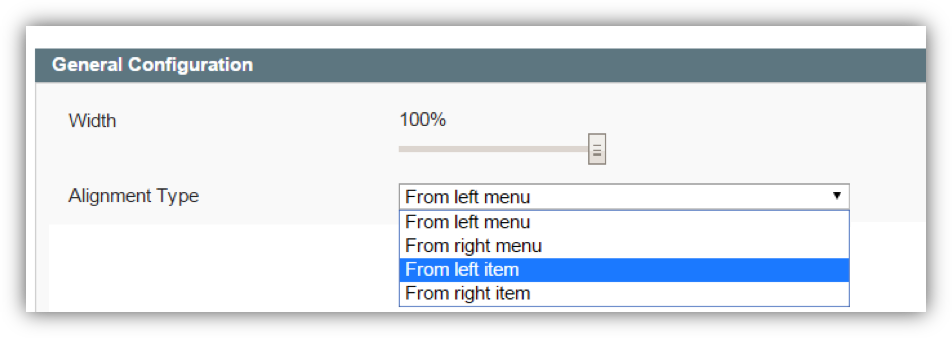 General Configuration
Width
100%
Alignment Type
From left menu
From left menu
From right menu
From left item
From right item